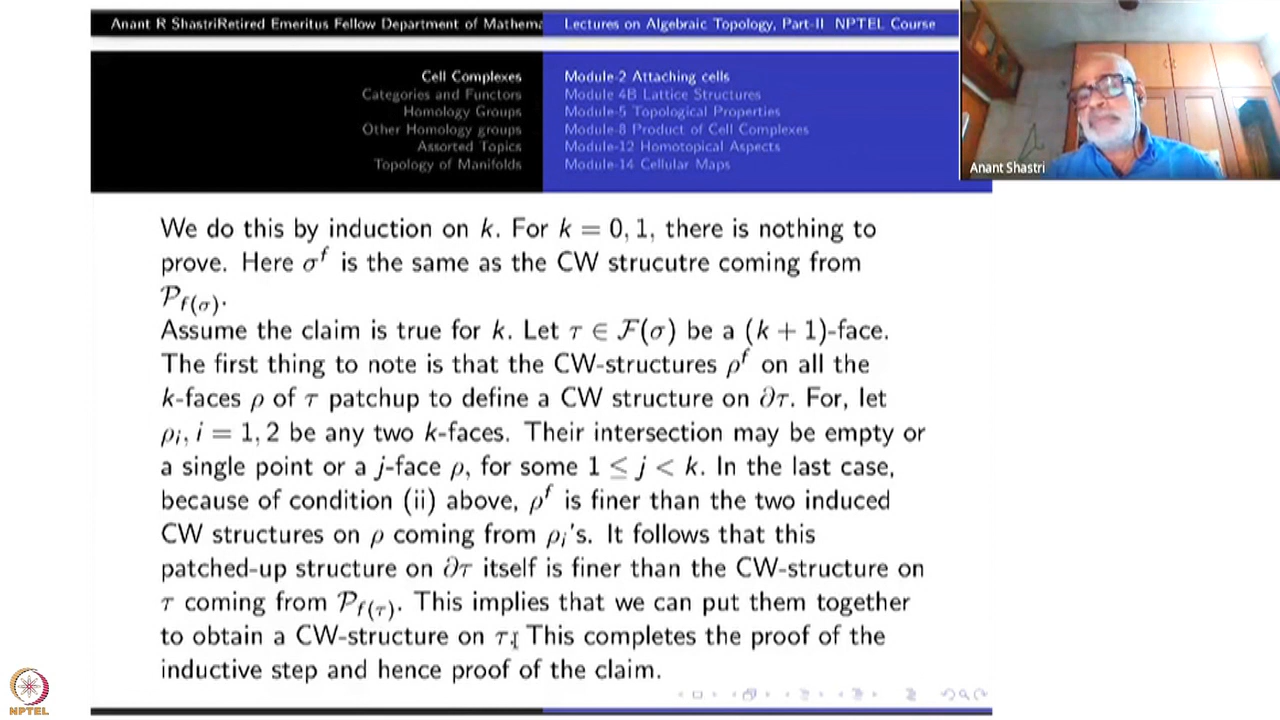 Anant R ShastriRetired Emeritus Fellow Department of Mathema
Lectures on Algebraic Topology, Part-II NPTEL Course
Cell Complexes
Categories and Functors
Homology Groups
Other Homology groups
Assorted Topics
Topology of Manifolds
Module-2 Attaching cells
Module 4B Lattice Structures
Module-5 Topological Properties
Module-8 Product of Cell Complexes
Module-12 Homotopical Aspects
Module-14 Cellular Maps
Anant Shastri
We do this by induction on k. For k = 0, 1, there is nothing to
prove. Here σ^f is the same as the CW strucutre coming from
𝒫_{f(σ)}.
Assume the claim is true for k. Let τ ∈ ℱ(σ) be a (k + 1)-face.
The first thing to note is that the CW-structures ρ^f on all the
k-faces ρ of τ patchup to define a CW structure on ∂τ. For, let
ρ_i, i = 1, 2 be any two k-faces. Their intersection may be empty or
a single point or a j-face ρ, for some 1 ≤ j < k. In the last case,
because of condition (ii) above, ρ^f is finer than the two induced
CW structures on ρ coming from ρ_i's. It follows that this
patched-up structure on ∂τ itself is finer than the CW-structure on
τ coming from 𝒫_{f(τ)}. This implies that we can put them together
to obtain a CW-structure on τ. This completes the proof of the
inductive step and hence proof of the claim.
NPTEL